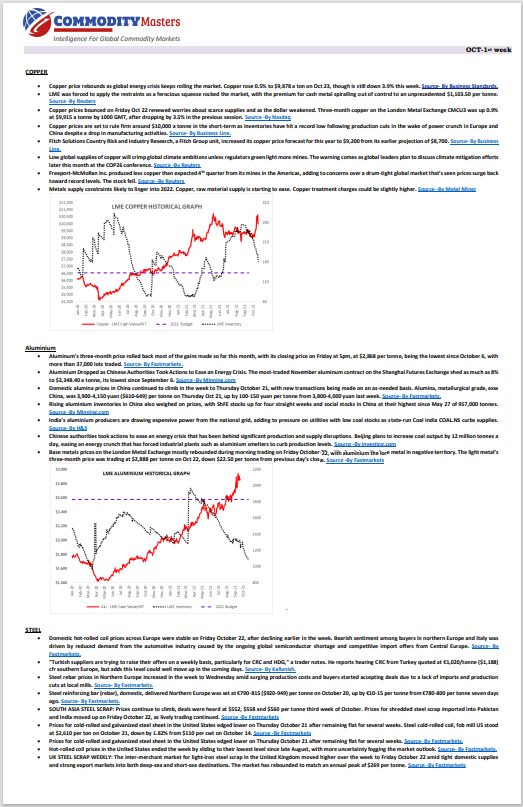 COMMODITY Masters
Intelligence For Global Commodity Markets
OCT-1st week
COPPER
• Copper price rebounds as global energy crisis keeps rolling the market. Copper rose 0.5% to $9,878 a ton on Oct 23, though is still down 3.9% this week. Source -By Business Standards.
• LME was forced to apply the restraints as a ferocious squeeze rocked the market, with the premium for cash metal spiralling out of control to an unprecedented $1,103.50 per tonne.
Source -By Reuters
• Copper prices bounced on Friday Oct 22 renewed worries about scarce supplies and as the dollar weakened. Three-month copper on the London Metal Exchange CMCU3 was up 0.9%
at $9,915 a tonne by 1000 GMT, after dropping by 3.5% in the previous session. Source -By Nasdaq
• Copper prices are set to rule firm around $10,000 a tonne in the short-term as inventories have hit a record low following production cuts in the wake of power crunch in Europe and
China despite a drop in manufacturing activities. Source -By Business Line.
• Fitch Solutions Country Risk and Industry Research, a Fitch Group unit, increased its copper price forecast for this year to $9,200 from its earlier projection of $8,700. Source -By Business
Line.
• Low global supplies of copper will crimp global climate ambitions unless regulators green light more mines. The warning comes as global leaders plan to discuss climate mitigation efforts
later this month at the COP26 conference. Source -By Reuters
• Freeport-McMoRan Inc. produced less copper than expected 4th quarter from its mines in the Americas, adding to concerns over a drum-tight global market that's seen prices surge back
toward record levels. The stock fell. Source -By Reuters
• Metals supply constraints likely to linger into 2022. Copper, raw material supply is starting to ease. Copper treatment charges could be slightly higher. Source -By Metal Miner
LME COPPER HISTORICAL GRAPH
Copper - LME Cash Value/MT 2021 Budget LME Inventory
Aluminium
• Aluminum's three-month price rolled back most of the gains made so far this month, with its closing price on Friday at 5pm, at $2,868 per tonne, being the lowest since October 6, with
more than 37,000 lots traded. Source -By Fastmarkets.
• Aluminium Dropped as Chinese Authorities Took Actions to Ease an Energy Crisis. The most-traded November aluminum contract on the Shanghai Futures Exchange shed as much as 8%
to $3,348.40 a tonne, its lowest since September 6. Source -By Minning.com
• Domestic alumina prices in China continued to climb in the week to Thursday October 21, with new transactions being made on an as-needed basis. Alumina, metallurgical grade, exw
China, was 3,900-4,150 yuan ($610-649) per tonne on Thursday Oct 21, up by 100-150 yuan per tonne from 3,800-4,000 yuan last week. Source -By Fastmarkets.
• Rising aluminium inventories in China also weighed on prices, with ShFE stocks up for four straight weeks and social stocks in China at their highest since May 27 of 957,000 tonnes.
Source -By Minning.com
• India's aluminium producers are drawing expensive power from the national grid, adding to pressure on utilities with low coal stocks as state-run Coal India COAL.NS curbs supplies.
Source -By H&S
• Chinese authorities took actions to ease an energy crisis that has been behind significant production and supply disruptions. Beijing plans to increase coal output by 12 million tonnes a
day, easing an energy crunch that has forced industrial plants such as aluminium smelters to curb production levels. Source -By investing.com
• Base metals prices on the London Metal Exchange mostly rebounded during morning trading on Friday October 22, with aluminium the lone metal in negative territory. The light metal's
three-month price was trading at $2,888 per tonne on Oct 22, down $22.50 per tonne from previous day's close. Source -By Fastmarkets
LME ALUMINIUM HISTORICAL GRAPH
ALL - LME Cash Value/MT LME Inventory 2021 Budget
STEEL
• Domestic hot-rolled coil prices across Europe were stable on Friday October 22, after declining earlier in the week. Bearish sentiment among buyers in northern Europe and Italy was
driven by reduced demand from the automotive industry caused by the ongoing global semiconductor shortage and competitive import offers from Central Europe. Source -By
Fastmarkets.
• "Turkish suppliers are trying to raise their offers on a weekly basis, particularly for CRC and HDG," a trader notes. He reports hearing CRC from Turkey quoted at €1,020/tonne ($1,188)
cfr southern Europe, but adds this level could well move up in the coming days. Source -By Kallanish.
• Steel rebar prices in Northern Europe increased in the week to Wednesday amid surging production costs and buyers started accepting deals due to a lack of imports and production
cuts at local mills. Source -By Fastmarkets.
• Steel reinforcing bar (rebar), domestic, delivered Northern Europe was set at €790-815 ($920-949) per tonne on October 20, up by €10-15 per tonne from €780-800 per tonne seven days
ago. Source -By Fastmarkets
• SOUTH ASIA STEEL SCRAP: Prices continue to climb, deals were heard at $552, $558 and $560 per tonne third week of October. Prices for shredded steel scrap imported into Pakistan
and India moved up on Friday October 22, as lively trading continued. Source -By Fastmarkets
• Prices for cold-rolled and galvanized steel sheet in the United States edged lower on Thursday October 21 after remaining flat for several weeks. Steel cold-rolled coil, fob mill US stood
at $2,610 per ton on October 21, down by 1.82% from $110 per cwt on October 14. Source -By Fastmarkets
• Prices for cold-rolled and galvanized steel sheet in the United States edged lower on Thursday October 21 after remaining flat for several weeks. Source -By Fastmarkets.
• Hot-rolled coil prices in the United States ended the week by sliding to their lowest level since late August, with more uncertainty fogging the market outlook. Source -By Fastmarkets.
• UK STEEL SCRAP WEEKLY: The inter-merchant market for light-iron steel scrap in the United Kingdom moved higher over the week to Friday October 22 amid tight domestic supplies
and strong export markets into both deep-sea and short-sea destinations. The market has rebounded to match an annual peak of $269 per tonne. Source -By Fastmarkets.